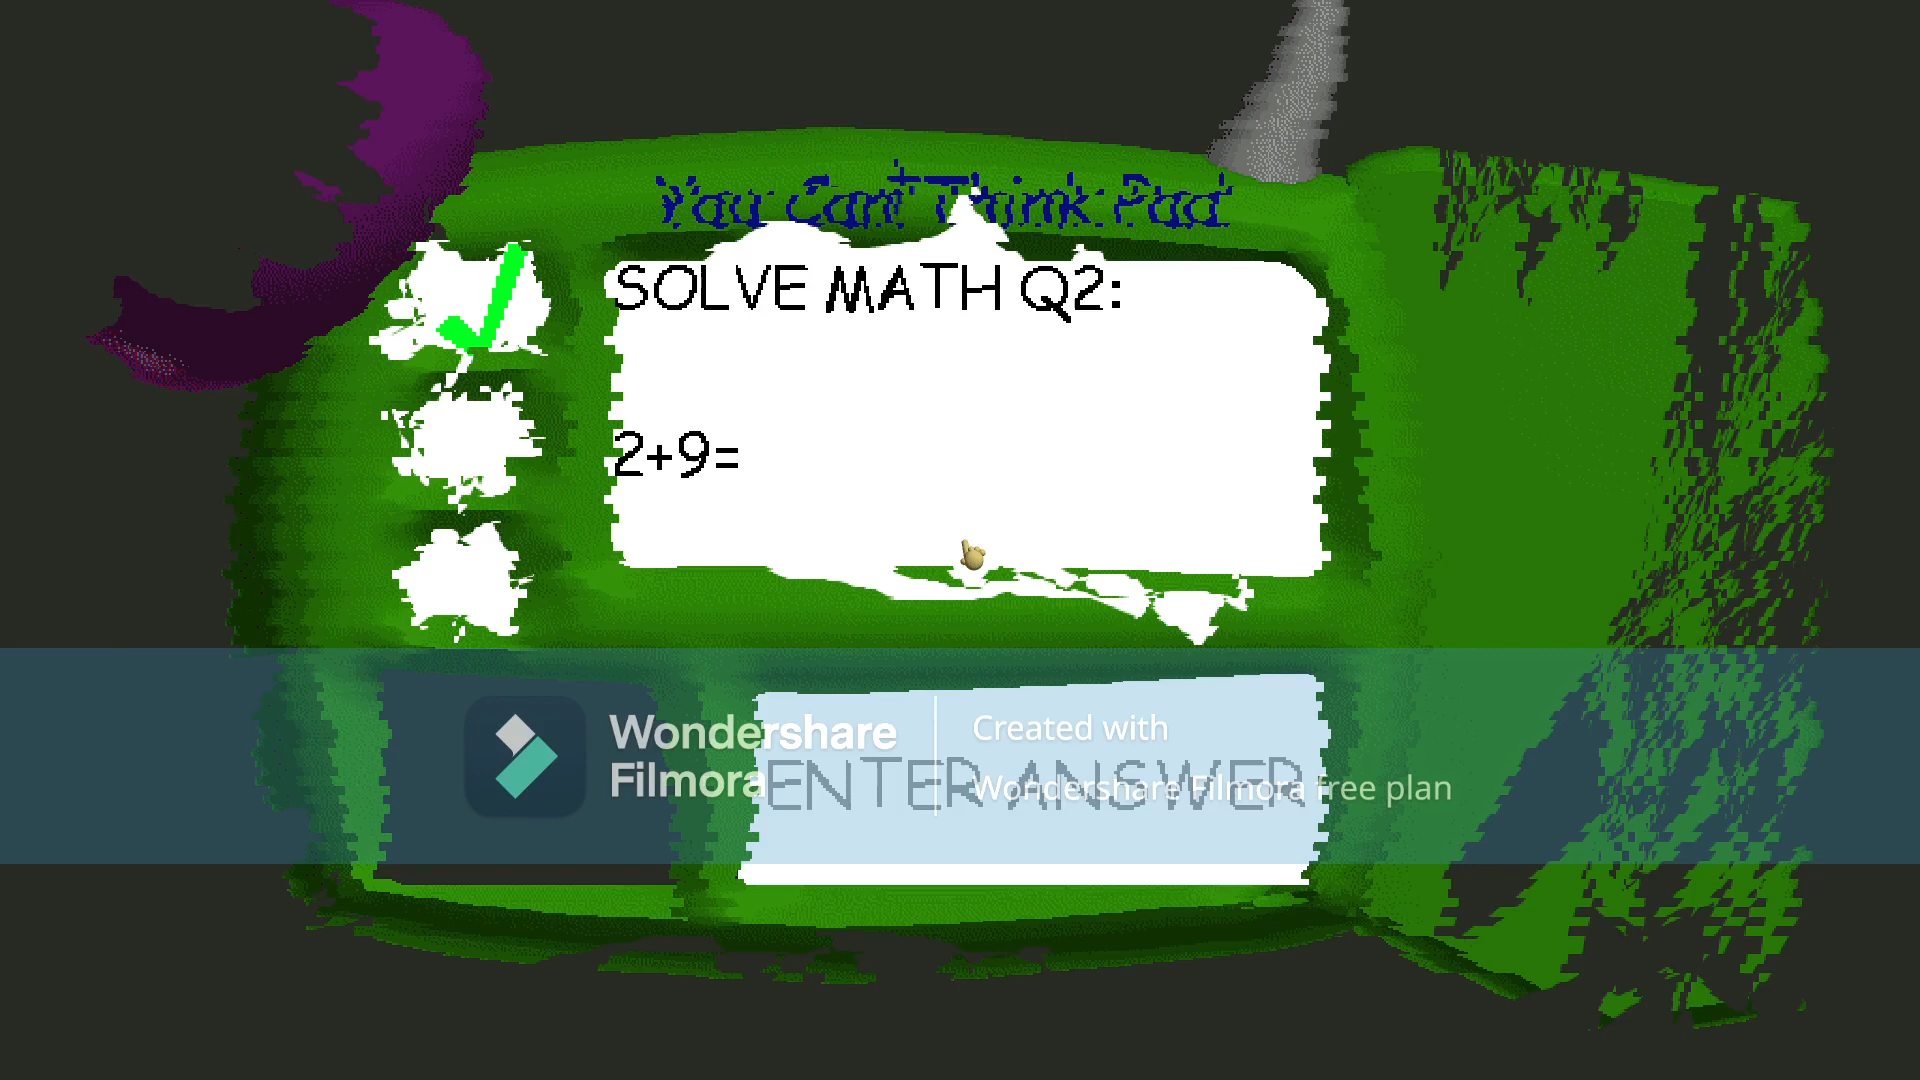 You Can't Think Pad
SOLVE MATH Q2:
2+9=
Wondershare
Filmora
Created with
Wondershare Filmora free plan
ENTER ANSWER